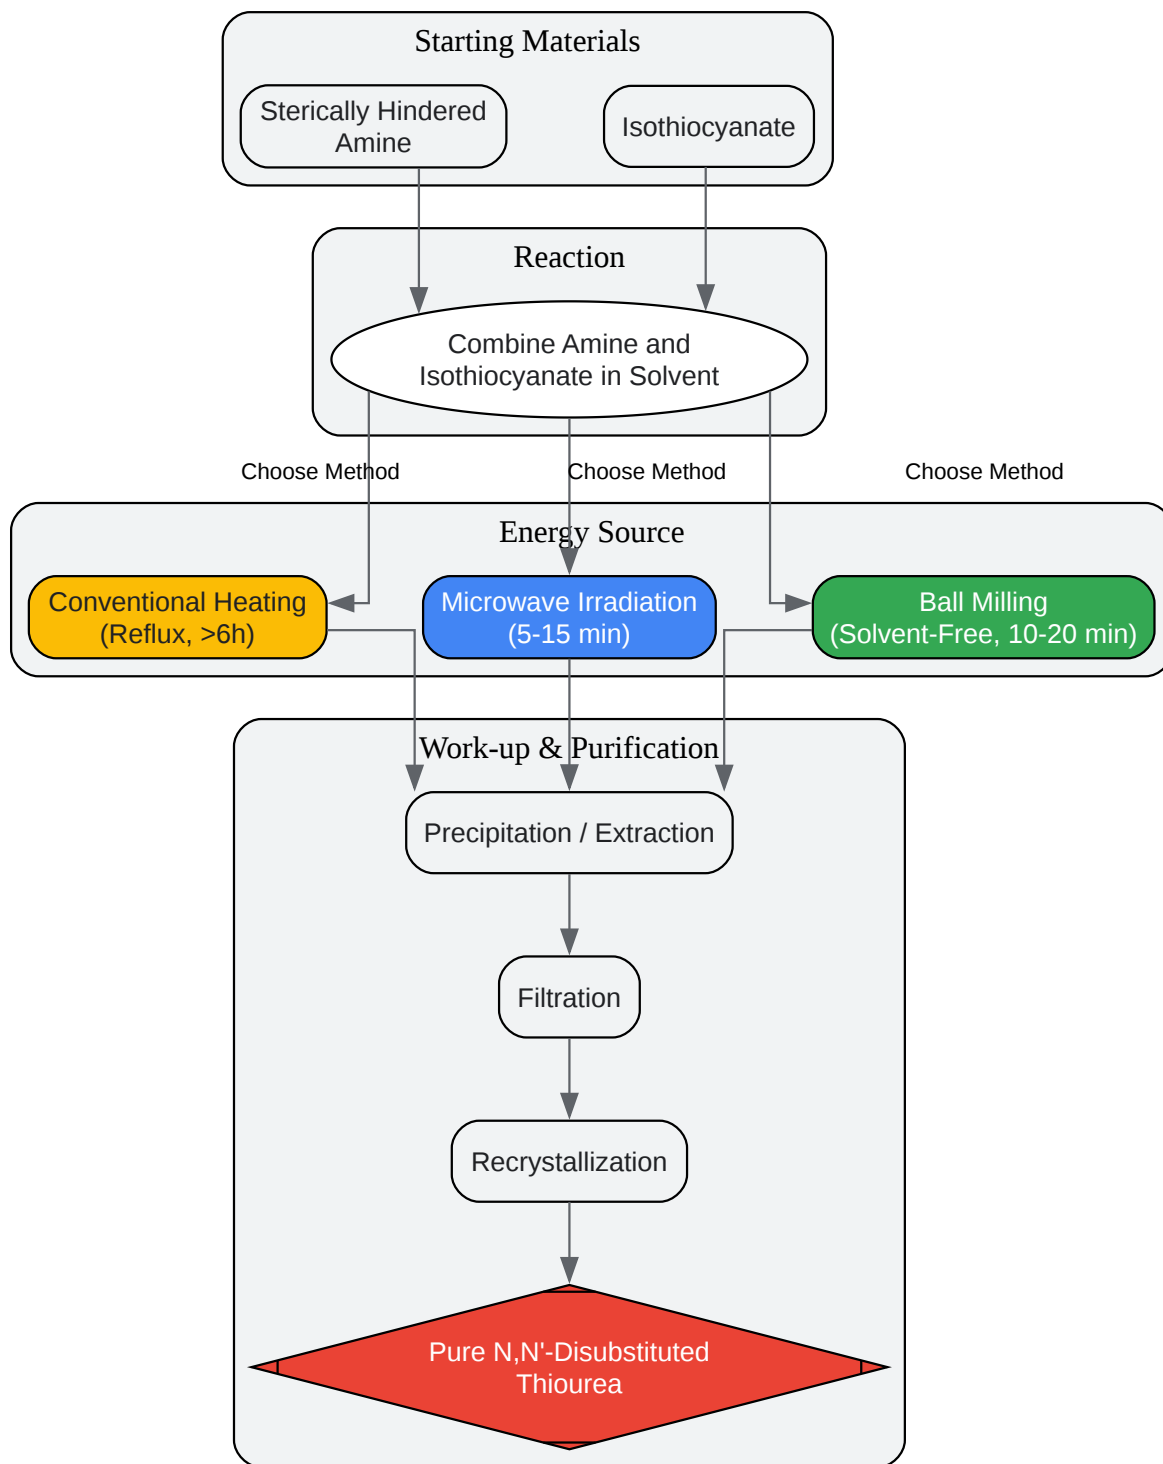 Starting Materials
Sterically Hindered
Amine
Isothiocyanate
Reaction
Combine Amine and
Isothiocyanate in Solvent
Choose Method
Choose Method
Choose Method
Energy Source
Conventional Heating
(Reflux, >6h)
Microwave Irradiation
(5-15 min)
Ball Milling
(Solvent-Free, 10-20 min)
Work-up & Purification
Precipitation / Extraction
Filtration
Recrystallization
Pure N,N'-Disubstituted
Thiourea